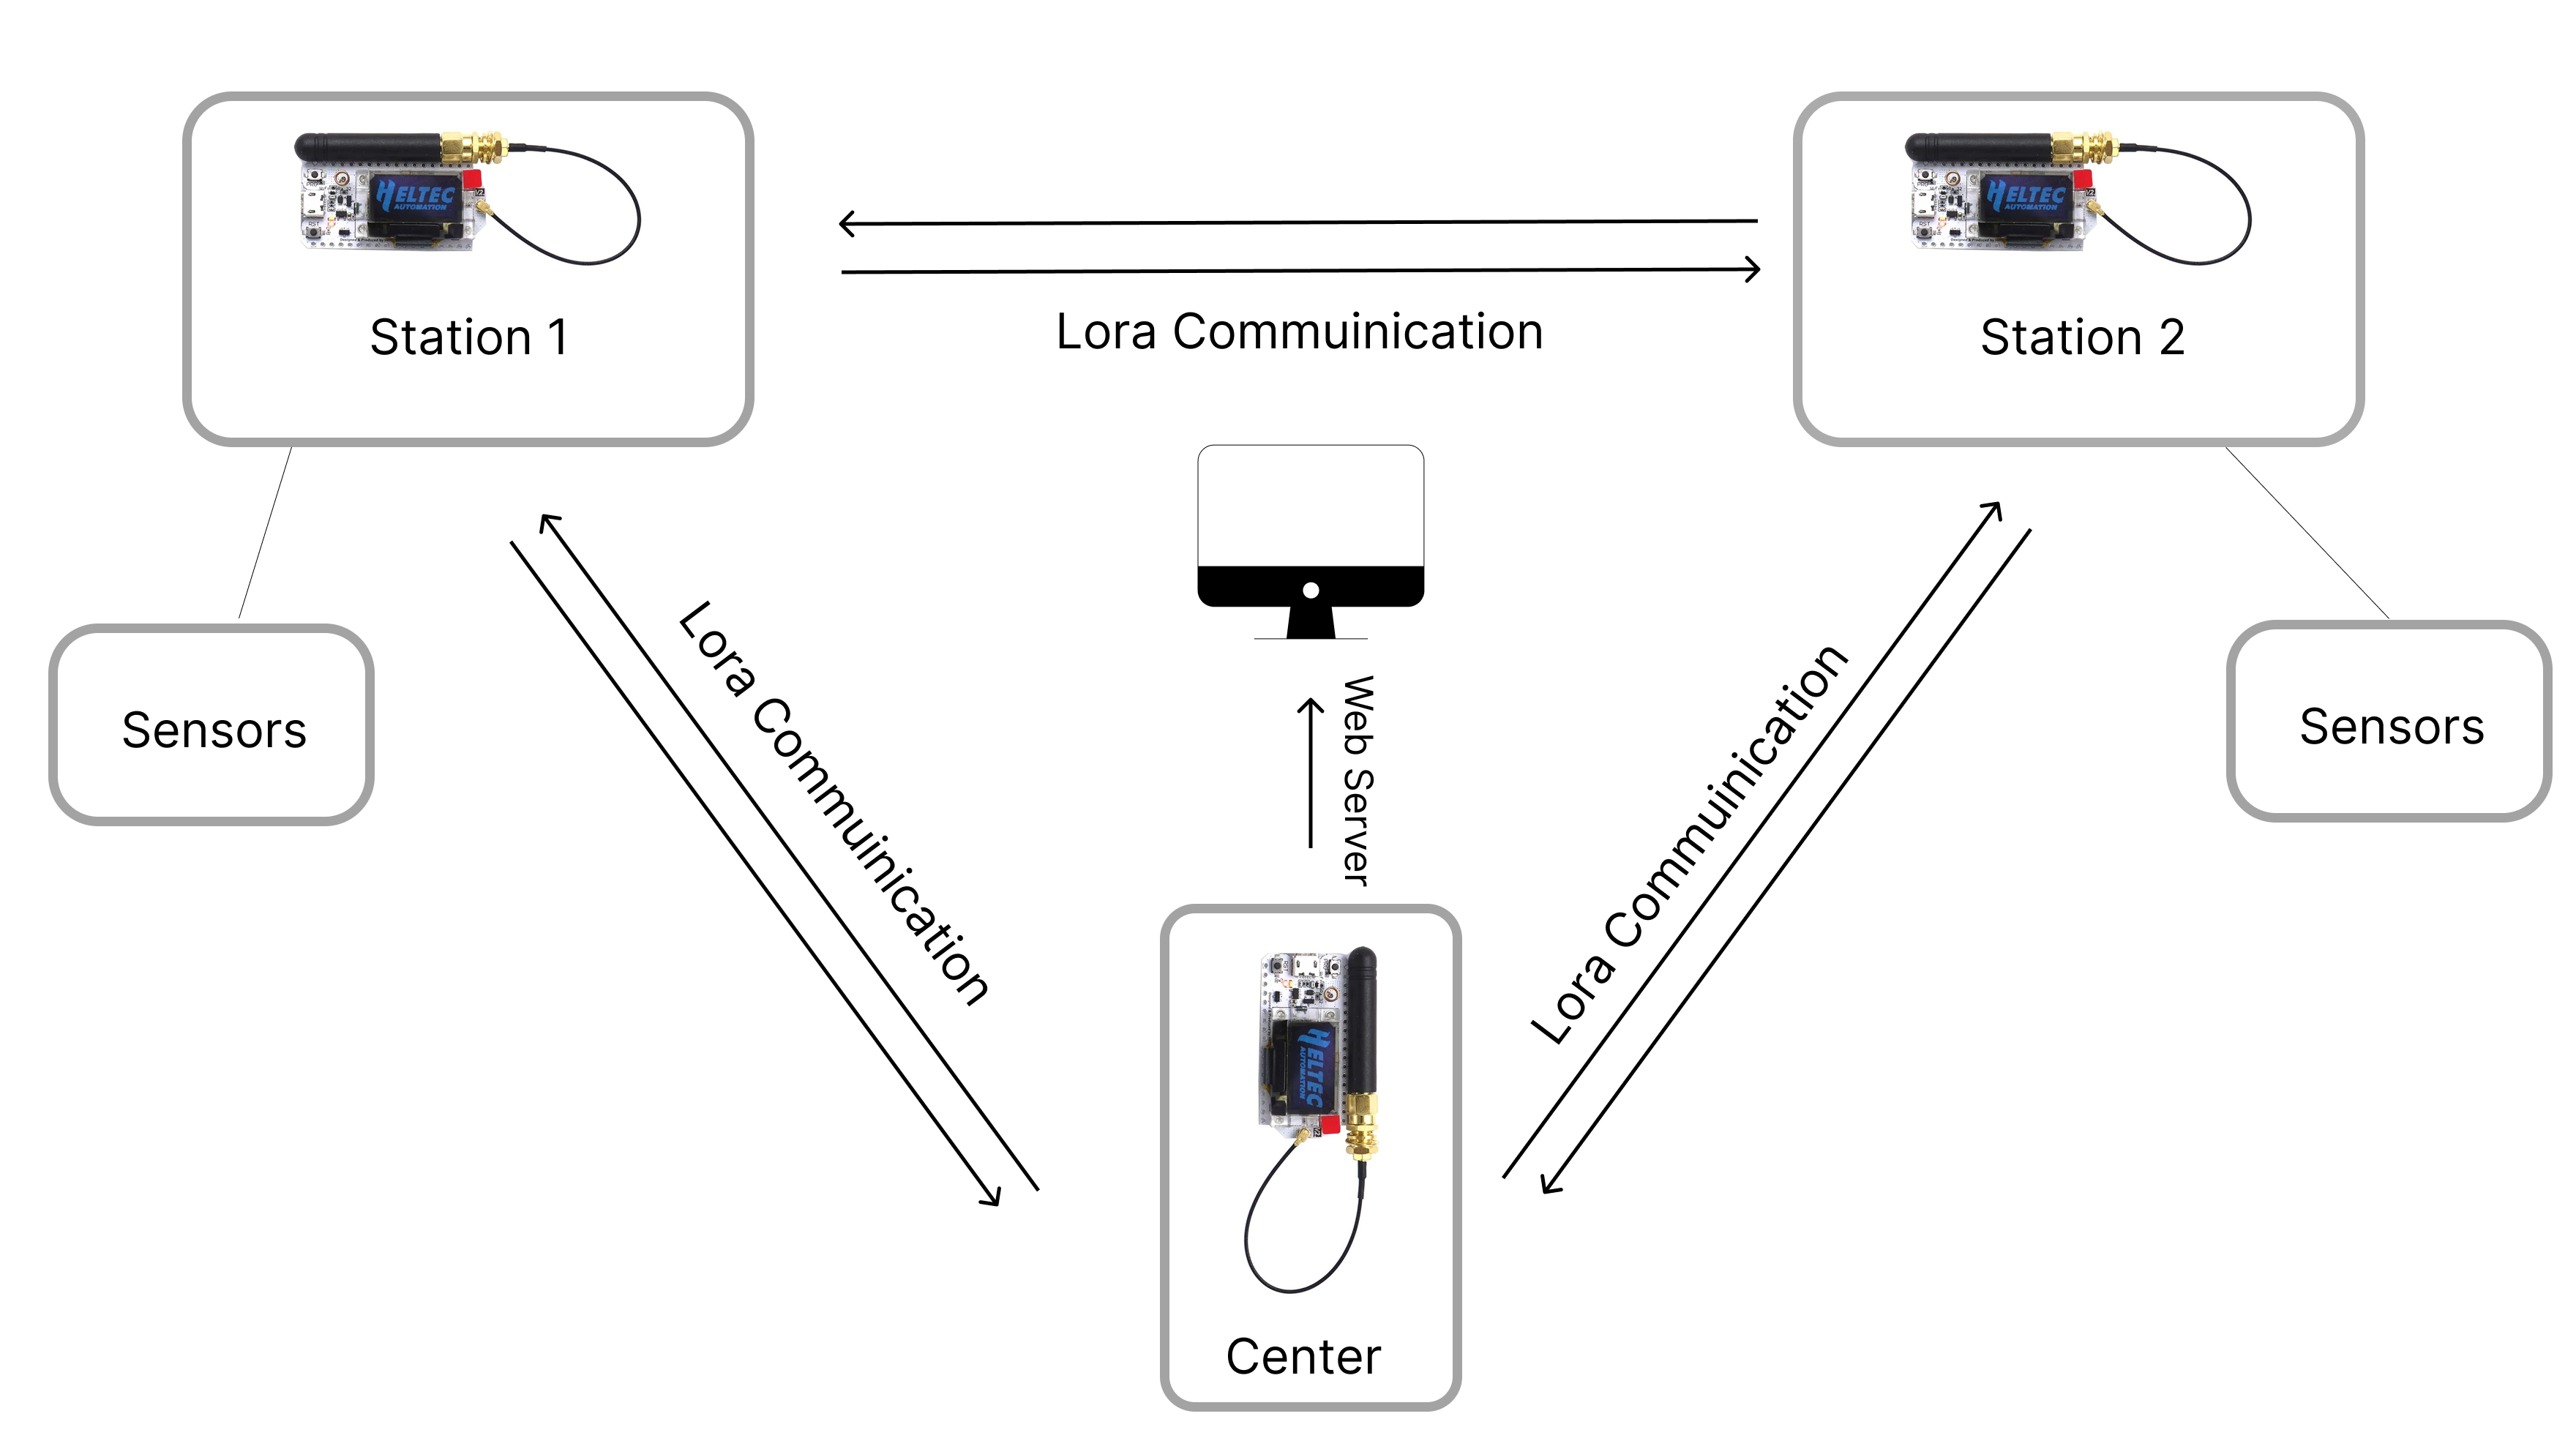 HELTEC
AUTOMATION
Station 1
HELTEC
AUTOMATION
Station 2
Lora Commuinication
Sensors
Lora Commuinication
Web Server
Lora Commuinication
Sensors
HELTEC
AUTOMATION
Center